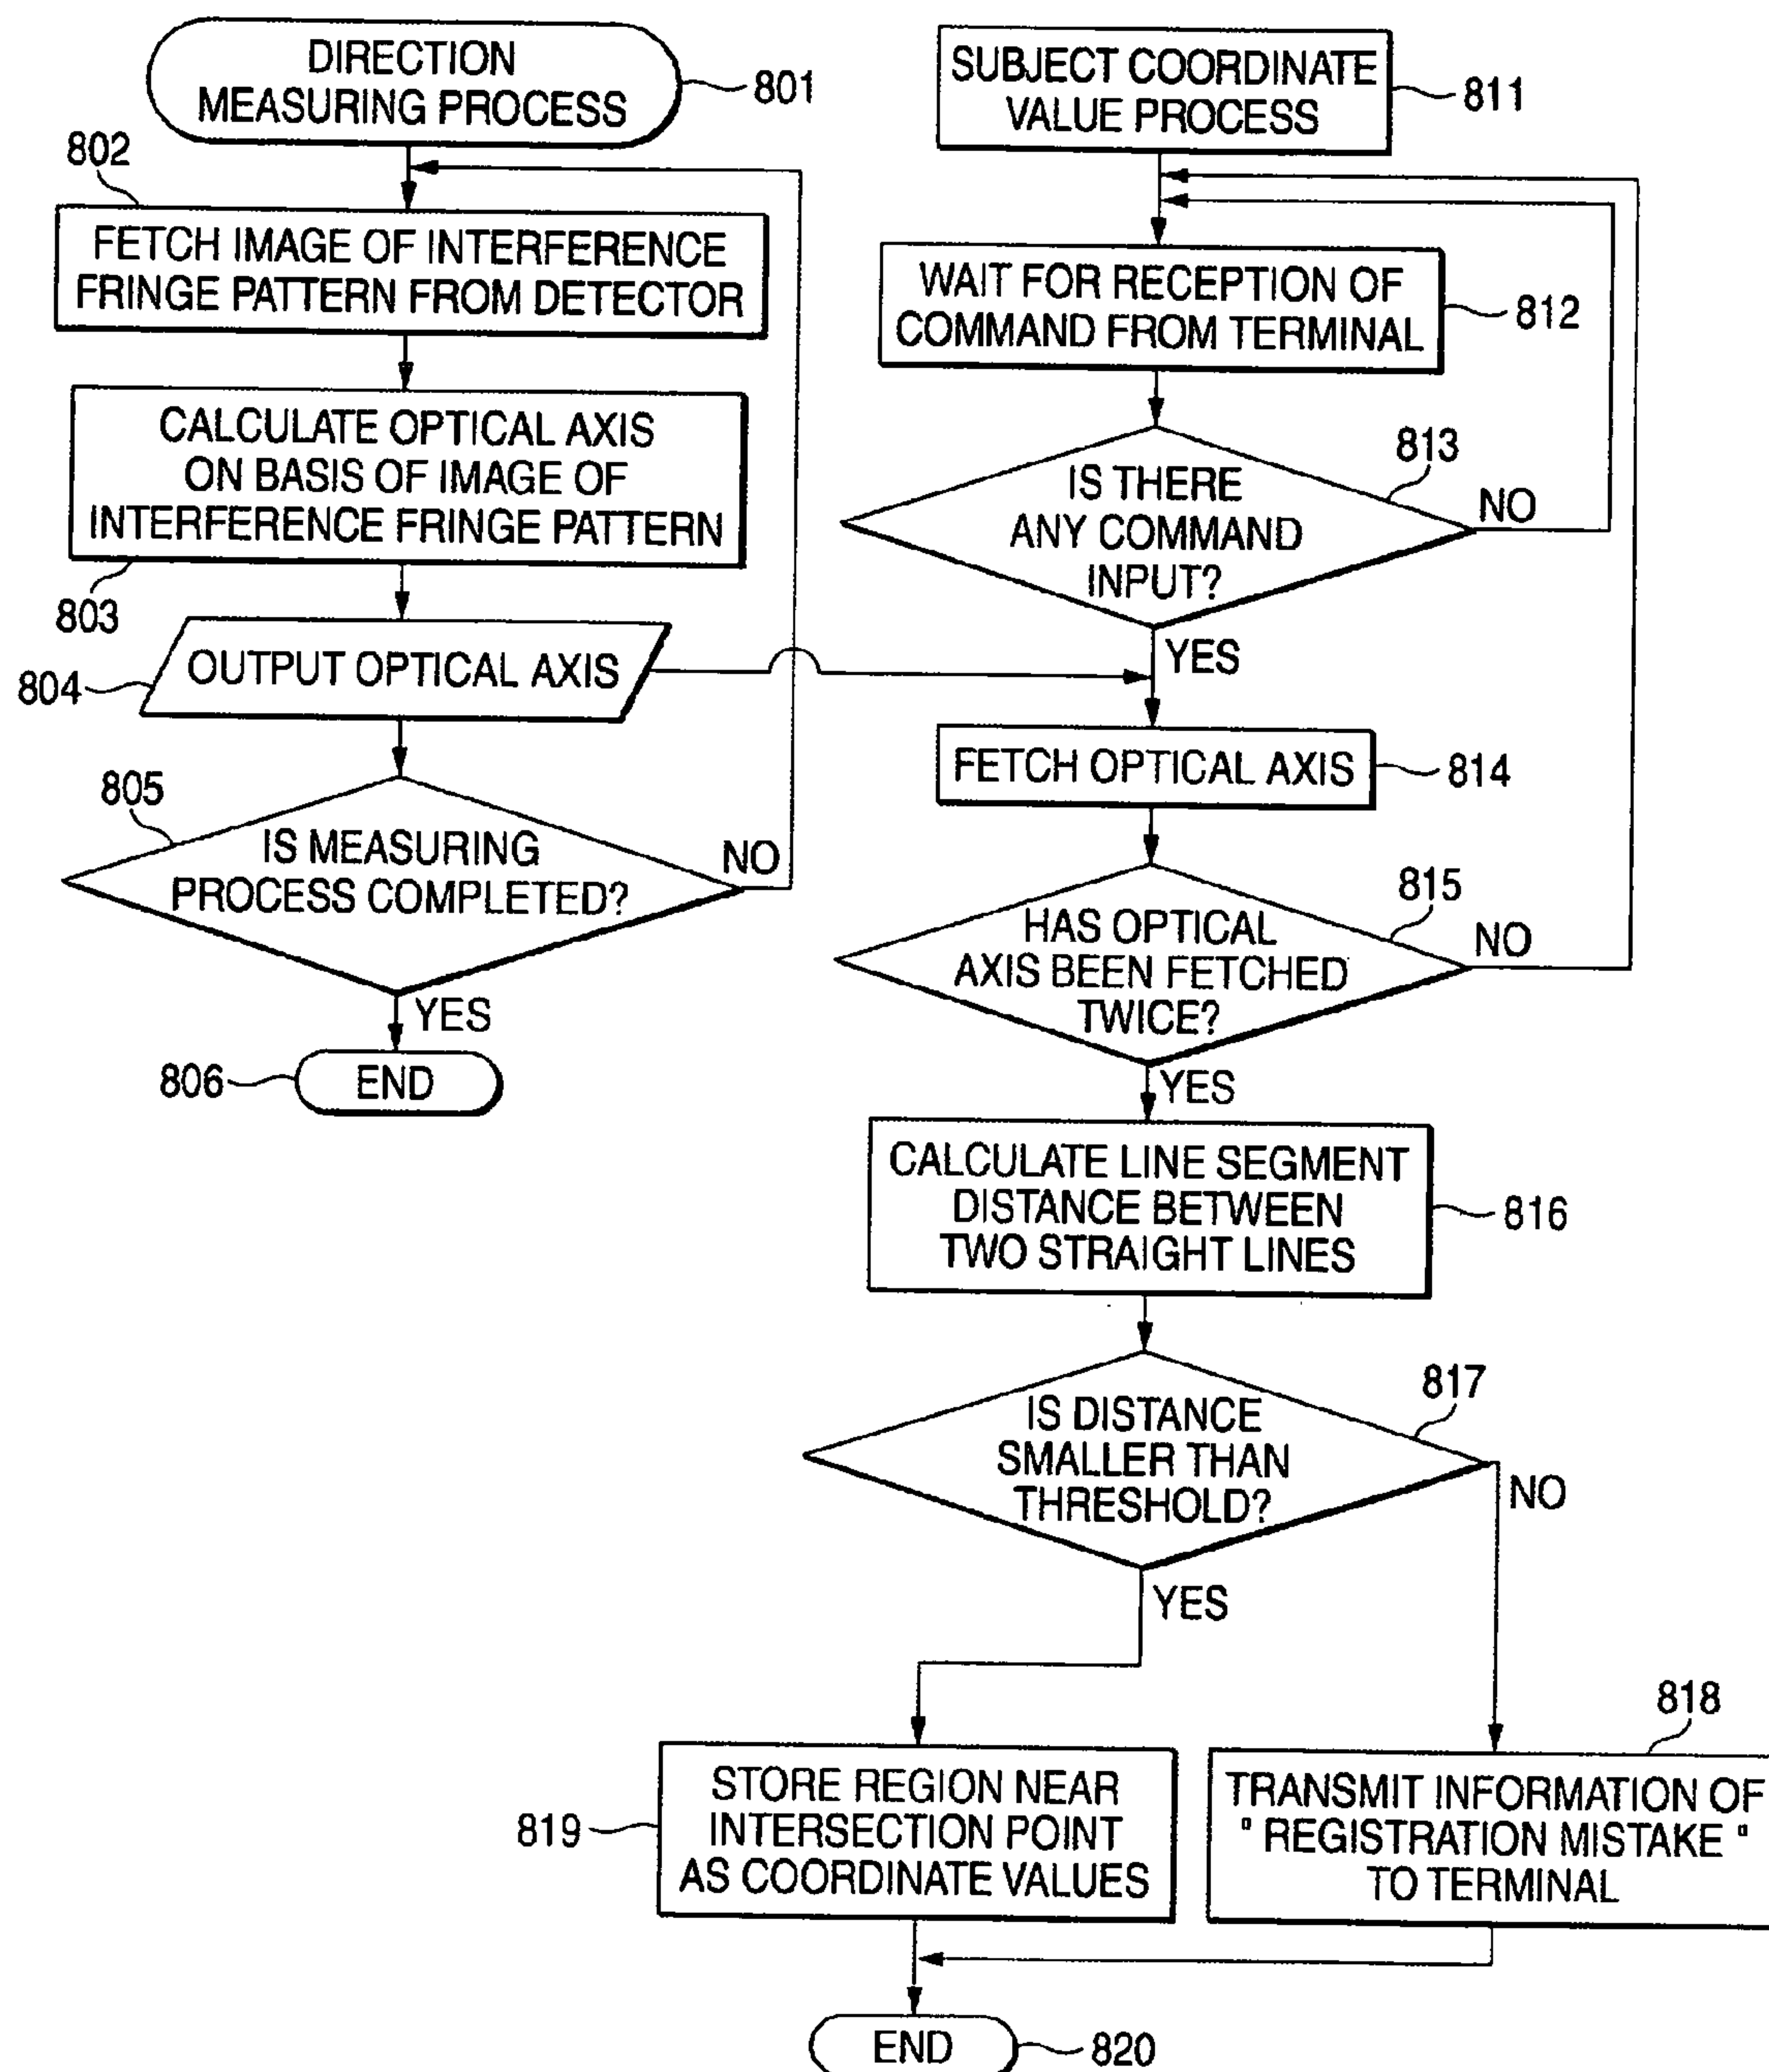 DIRECTION
MEASURING PROCESS
801
802
FETCH IMAGE OF INTERFERENCE
FRINGE PATTERN FROM DETECTOR
CALCULATE OPTICAL AXIS
ON BASIS OF IMAGE OF
INTERFERENCE FRINGE PATTERN
803
OUTPUT OPTICAL AXIS
804
805
IS MEASURING
PROCESS COMPLETED?
NO
YES
806
END
SUBJECT COORDINATE
VALUE PROCESS
811
WAIT FOR RECEPTION OF
COMMAND FROM TERMINAL
812
813
IS THERE
ANY COMMAND
INPUT?
NO
YES
FETCH OPTICAL AXIS
814
815
HAS OPTICAL
AXIS BEEN FETCHED
TWICE?
NO
YES
CALCULATE LINE SEGMENT
DISTANCE BETWEEN
TWO STRAIGHT LINES
816
817
IS DISTANCE
SMALLER THAN
THRESHOLD?
NO
YES
818
STORE REGION NEAR
INTERSECTION POINT
AS COORDINATE VALUES
819
TRANSMIT INFORMATION OF
" REGISTRATION MISTAKE "
TO TERMINAL
END
820